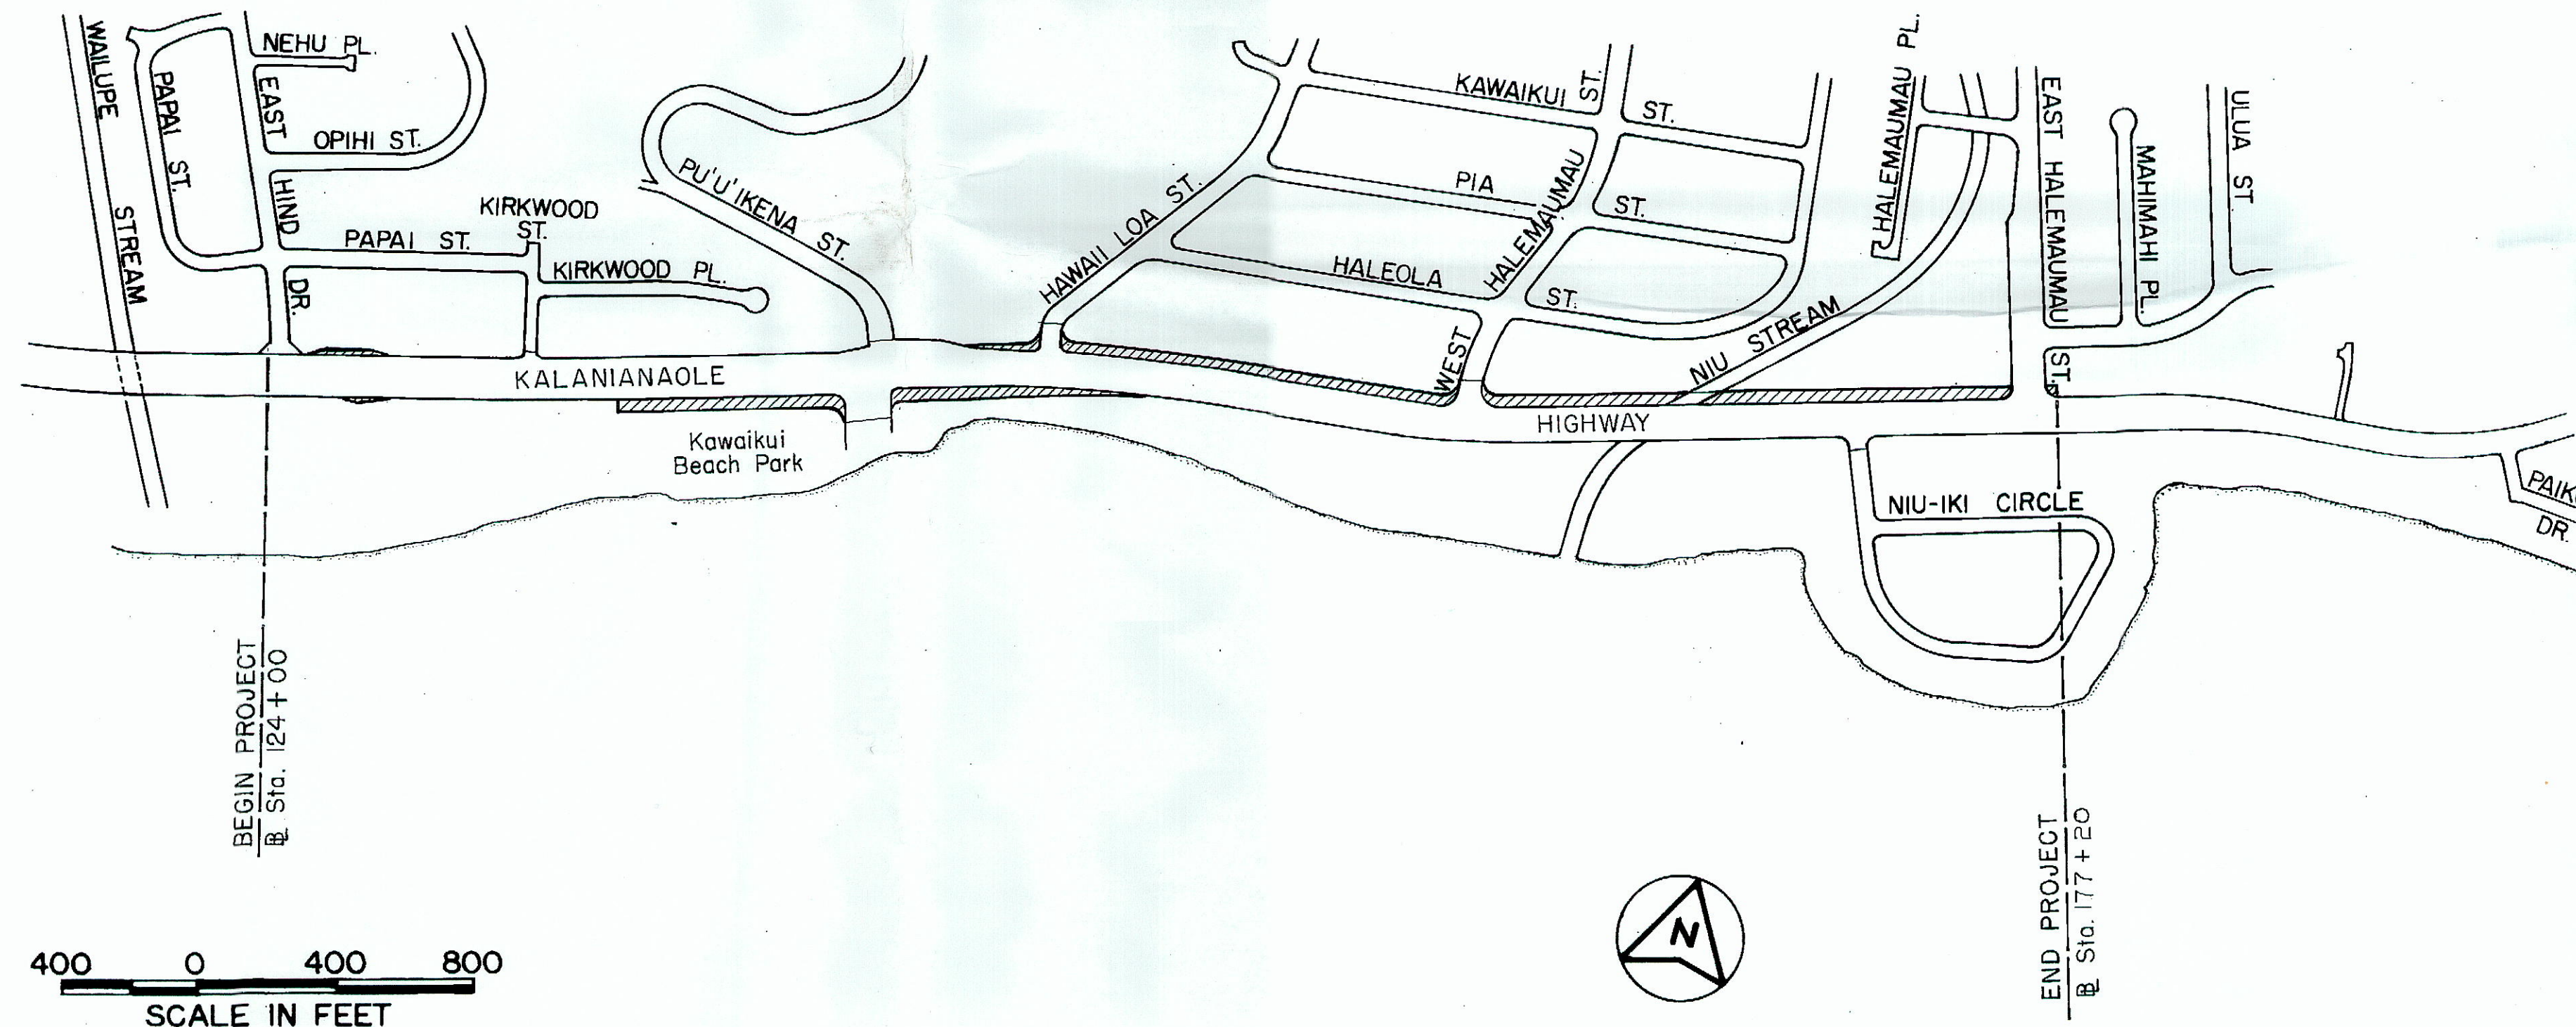 WAILUPE
STREAM
PAPAI ST.
NEHU PL.
EAST
HIND
DR.
OPIHI ST.
PAPAI ST.
KIRKWOOD
ST.
KIRKWOOD PL.
PU'U'IKENA ST.
HAWAII LOA ST.
KAWAIKUI
ST.
ST.
PIA
ST.
HALEMAUMAU
HALEOLA
ST.
WEST
NIU STREAM
HALEMAUMAU PL.
EAST HALEMAUMAU
ST.
MAHIMAHI PL.
ULUA ST.
KALANIANAOLE
HIGHWAY
Kawaikui
Beach Park
NIU-IKI CIRCLE
DR.
BEGIN PROJECT
Sta. 124+00
END PROJECT
Sta. 177+20
N
400 0 400 800
SCALE IN FEET